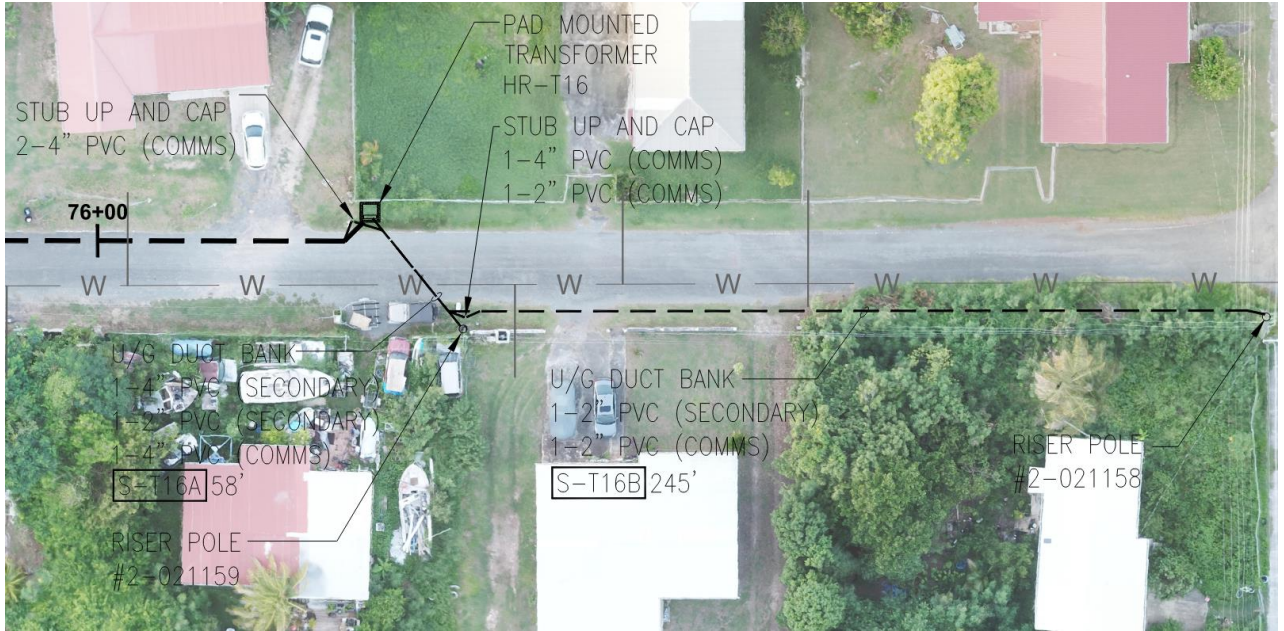 PAD MOUNTED
TRANSFORMER
HR-T16
STUB UP AND CAP
2-4" PVC (COMMS)
STUB UP AND CAP
1-4" PVC (COMMS)
1-2" PVC (COMMS)
76+00
W W W W W W W W
U/G DUCT BANK
1-4" PVC (SECONDARY)
1-2" PVC (SECONDARY)
1-4" PVC (COMMS)
S-T16A 58'
U/G DUCT BANK
1-2" PVC (SECONDARY)
1-2" PVC (COMMS)
S-T16B 245'
RISER POLE
#2-021158
RISER POLE
#2-021159